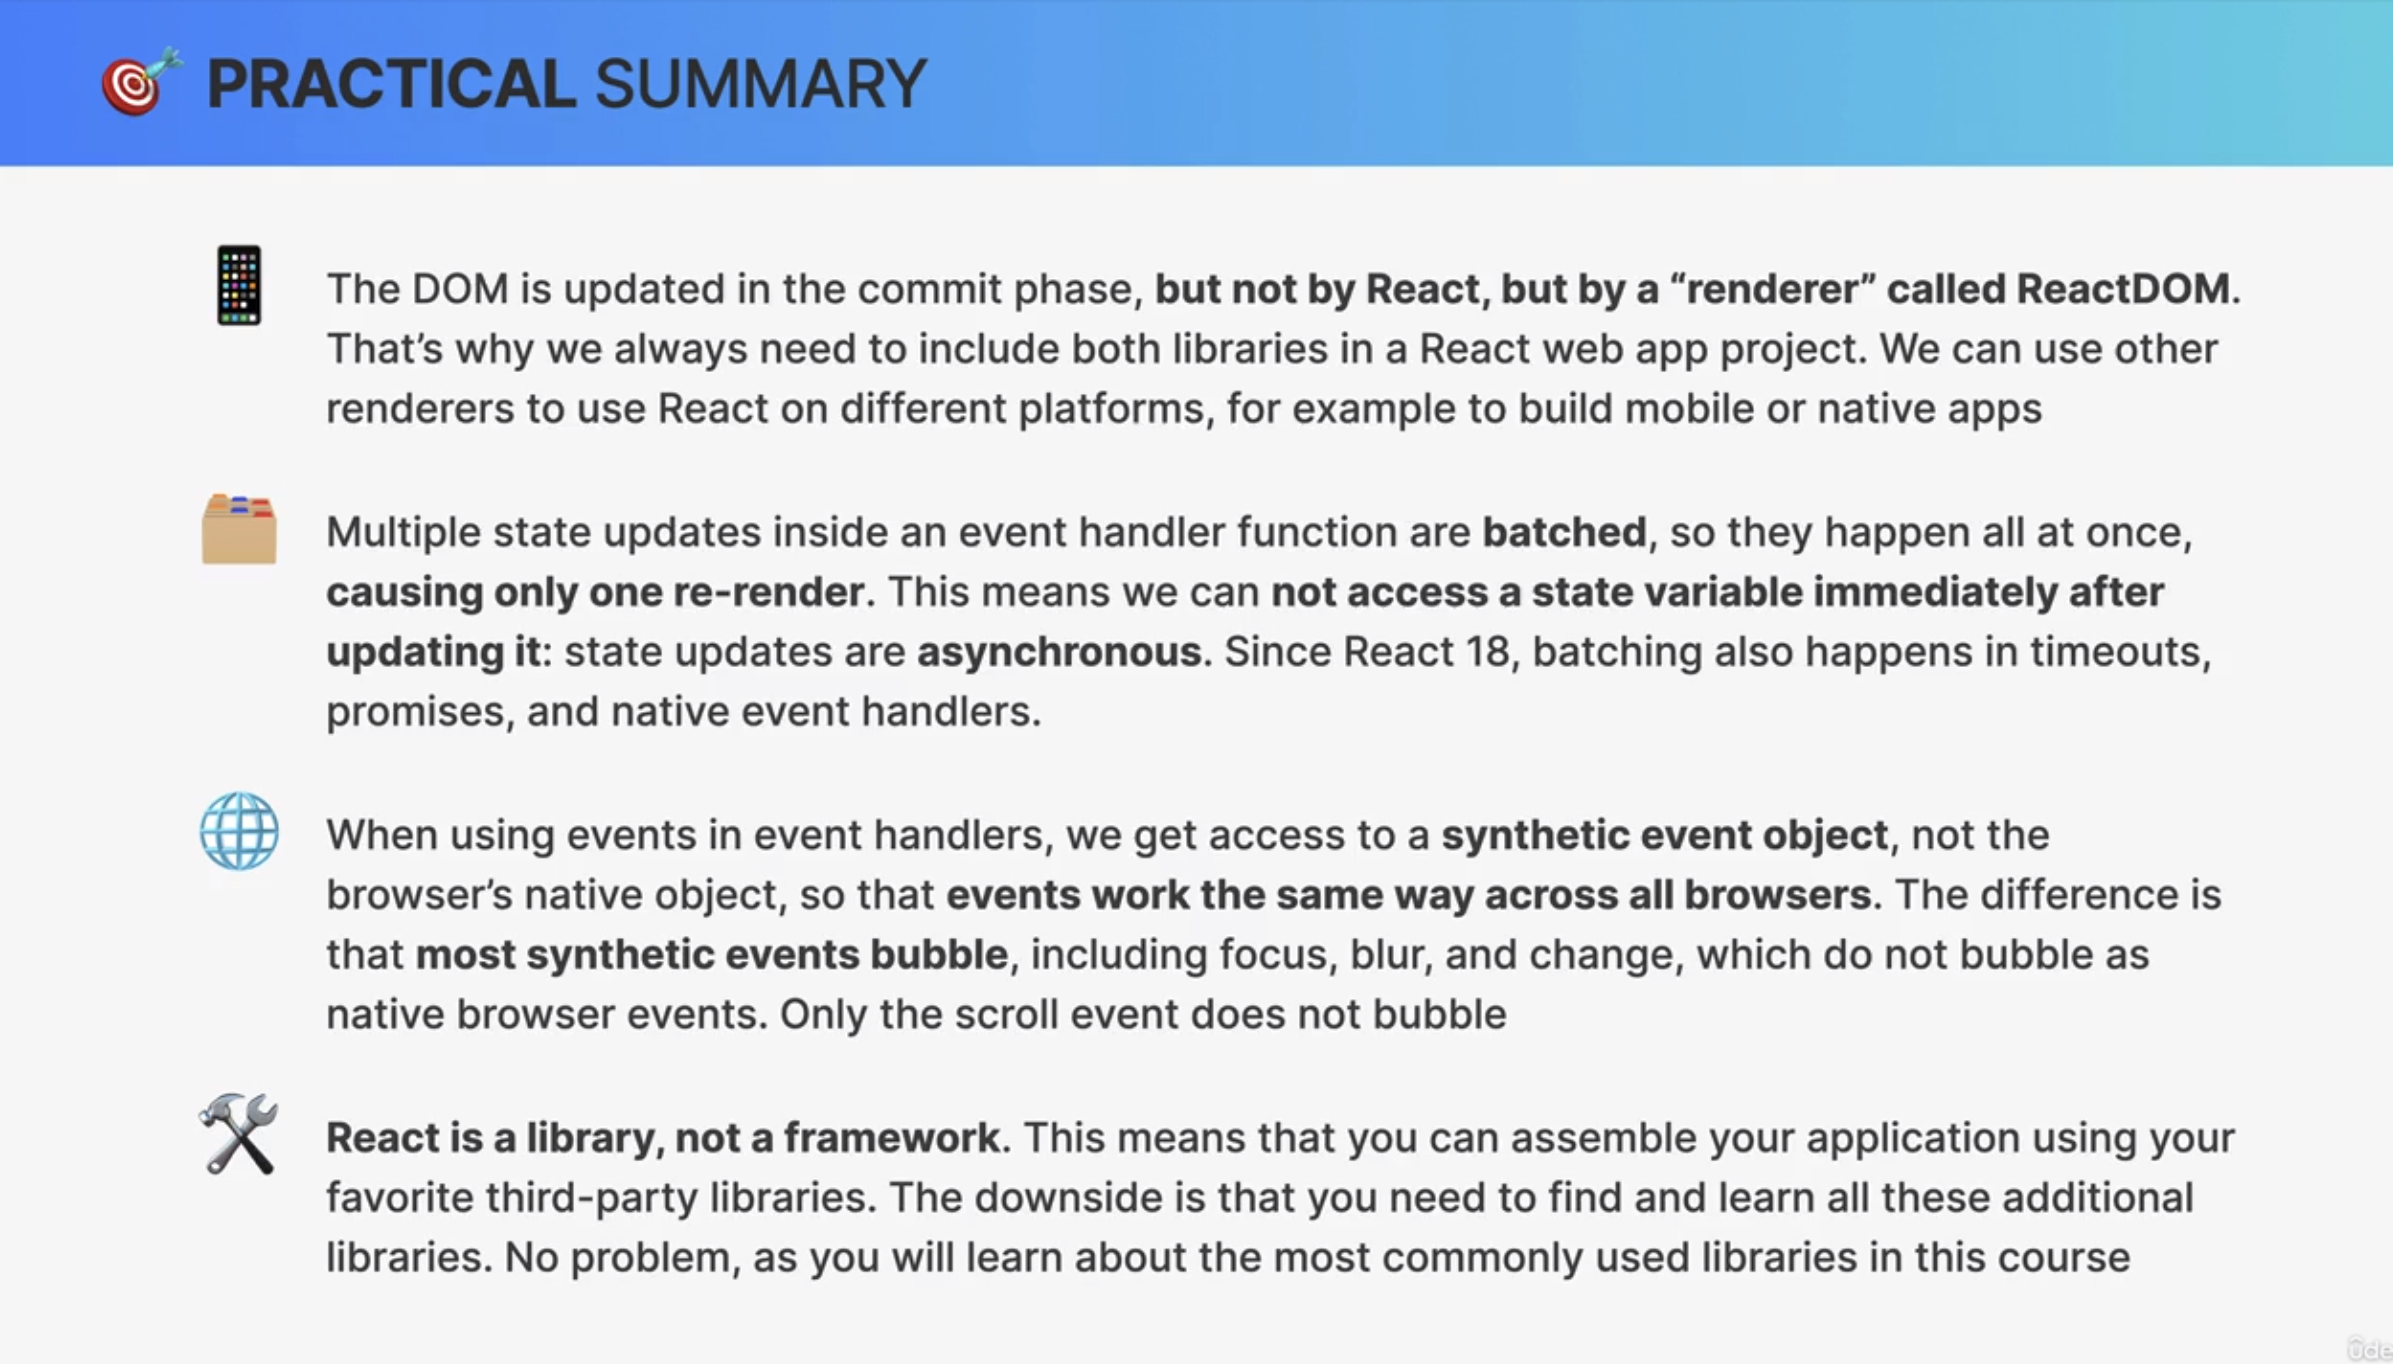 PRACTICAL SUMMARY
The DOM is updated in the commit phase, but not by React, but by a “renderer” called ReactDOM.
That’s why we always need to include both libraries in a React web app project. We can use other
renderers to use React on different platforms, for example to build mobile or native apps
Multiple state updates inside an event handler function are batched, so they happen all at once,
causing only one re-render. This means we can not access a state variable immediately after
updating it: state updates are asynchronous. Since React 18, batching also happens in timeouts,
promises, and native event handlers.
When using events in event handlers, we get access to a synthetic event object, not the
browser’s native object, so that events work the same way across all browsers. The difference is
that most synthetic events bubble, including focus, blur, and change, which do not bubble as
native browser events. Only the scroll event does not bubble
React is a library, not a framework. This means that you can assemble your application using your
favorite third-party libraries. The downside is that you need to find and learn all these additional
libraries. No problem, as you will learn about the most commonly used libraries in this course